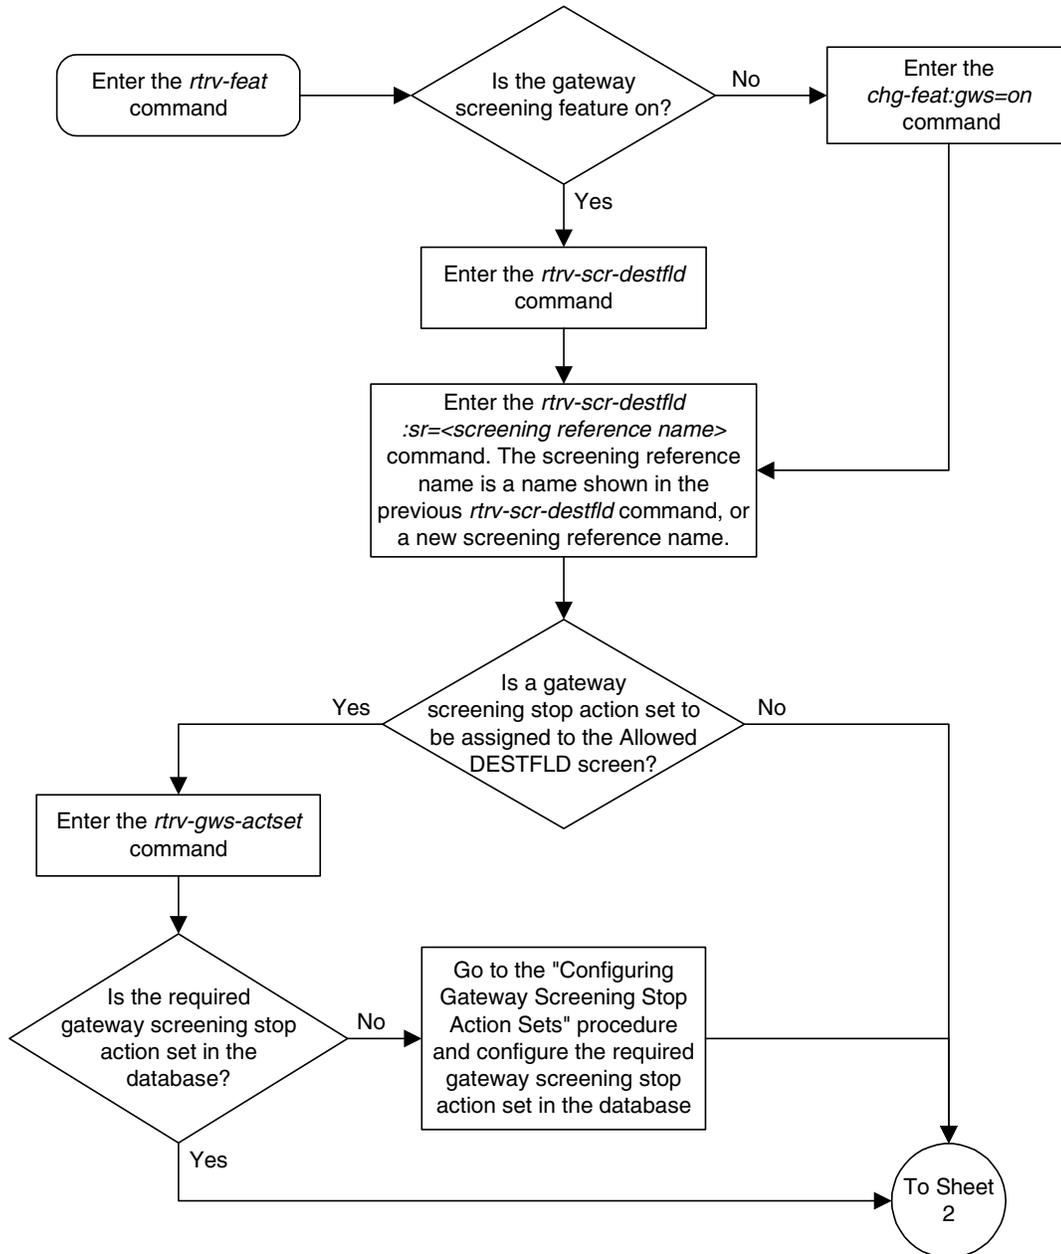 Enter the rtrv-feat
command
Is the gateway
screening feature on?
No
Enter the
chg-feat:gws=on
command
Yes
Enter the rtrv-scr-destfld
command
Enter the rtrv-scr-destfld
:sr=<screening reference name>
command. The screening reference
name is a name shown in the
previous rtrv-scr-destfld command, or
a new screening reference name.
Is a gateway
screening stop action set to
be assigned to the Allowed
DESTFLD screen?
Yes
No
Enter the rtrv-gws-actset
command
Is the required
gateway screening stop
action set in the
database?
No
Go to the "Configuring
Gateway Screening Stop
Action Sets" procedure
and configure the required
gateway screening stop
action set in the database
Yes
To Sheet
2